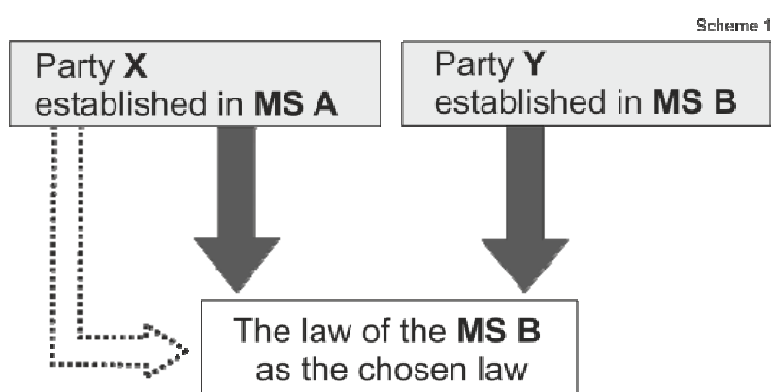 Scheme 1
Party X
established in MS A
Party Y
established in MS B
The law of the MS B
as the chosen law